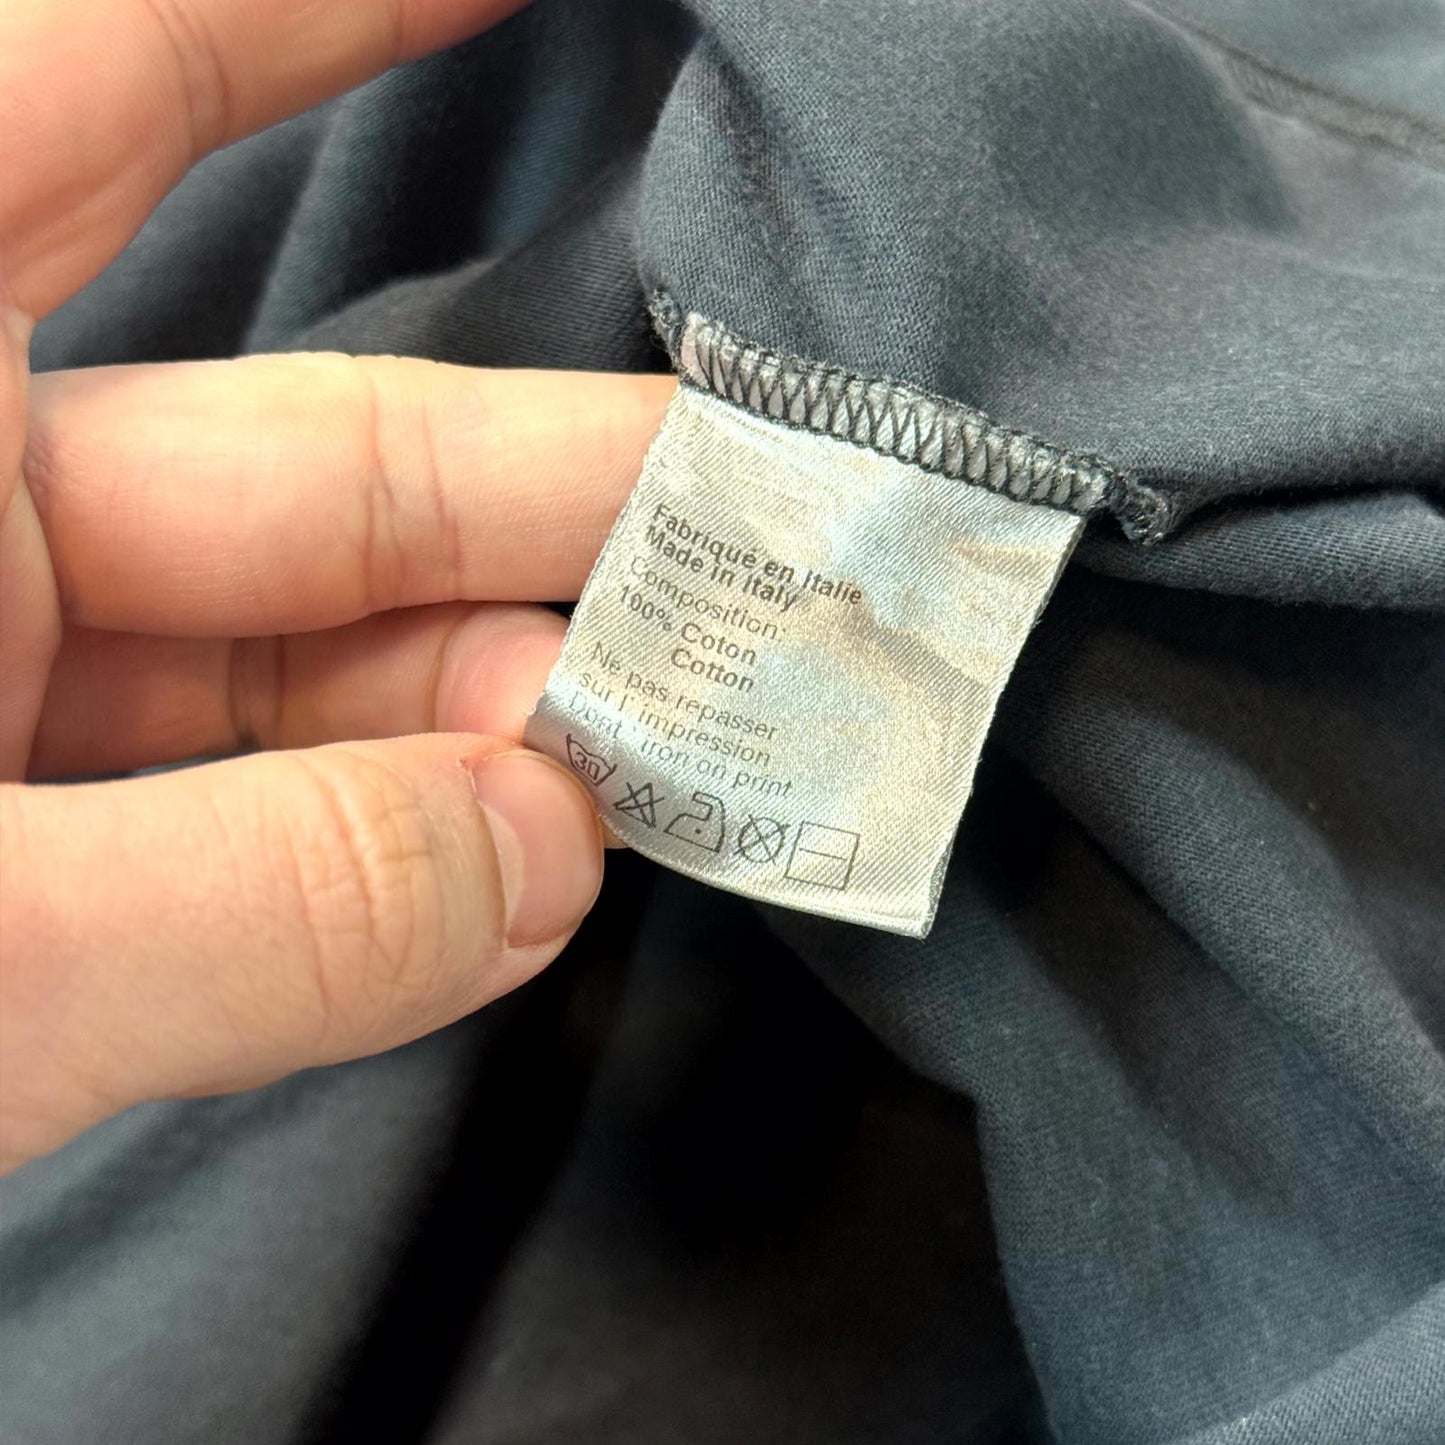 Fabriqué en Italie
Made in Italy
Composition:
100% Coton
Cotton
Ne pas repasser
sur l' impression
Dont ' iron on print
30